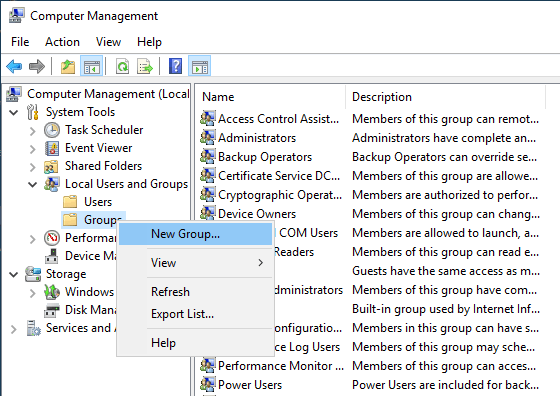 Computer Management
File Action View Help
Computer Management (Local
System Tools
Task Scheduler
Event Viewer
Shared Folders
Local Users and Groups
Users
Groups
Performa
Device Ma
Storage
Windows
Disk Mana
Services and A
New Group...
View
Refresh
Export List...
Help
Name Description
Access Control Assist... Members of this group can remot...
Administrators Administrators have complete an...
Backup Operators Backup Operators can override se...
Certificate Service DC... Members of this group are allowe...
Cryptographic Operat... Members are authorized to perfor...
Device Owners Members of this group can chang...
COM Users Members are allowed to launch, a...
Readers Members of this group can read e...
Guests have the same access as m...
dministrators Members of this group have com...
Built-in group used by Internet Inf...
onfiguratio... Members in this group can have s...
nce Log Users Members of this group may sche...
Performance Monitor ... Members of this group can acces...
Power Users Power Users are included for back...